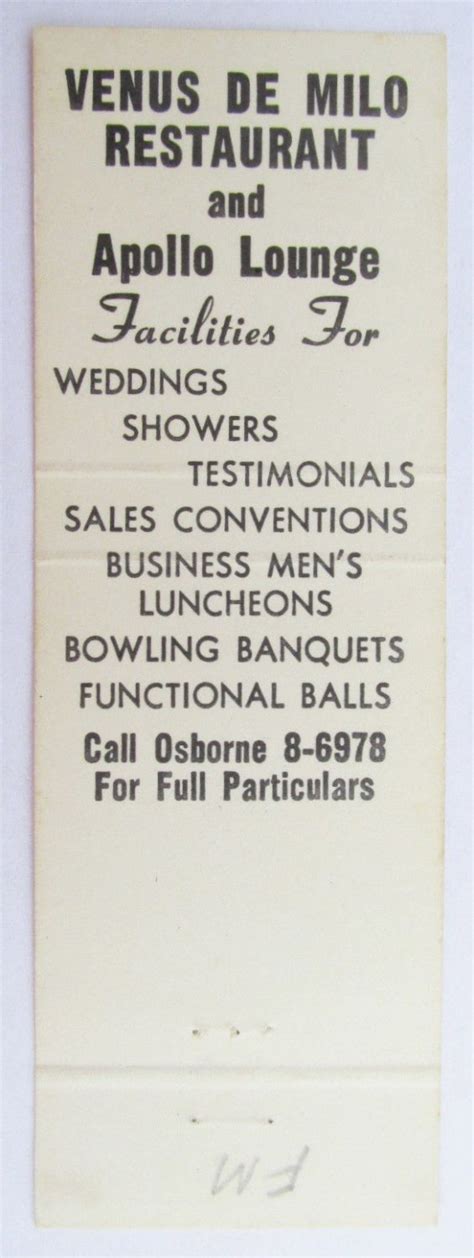 VENUS DE MILO
RESTAURANT
and
Apollo Lounge
Facilities For
WEDDINGS
SHOWERS
TESTIMONIALS
SALES CONVENTIONS
BUSINESS MEN'S
LUNCHEONS
BOWLING BANQUETS
FUNCTIONAL BALLS
Call Osborne 8-6978
For Full Particulars
FM